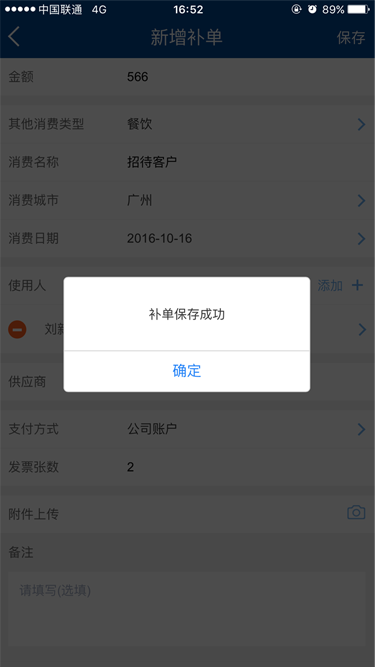 中国联通 4G 16:52 89%
新增补单 保存
金额 566
其他消费类型 餐饮
消费名称 招待客户
消费城市 广州
消费日期 2016-10-16
使用人 添加
刘
补单保存成功
确定
供应商
支付方式 公司账户
发票张数 2
附件上传
备注
请填写(选填)